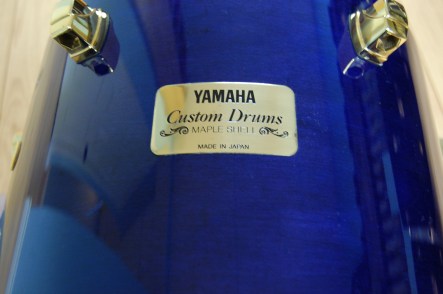 YAMAHA
Custom Drums
MAPLE SHELL
MADE IN JAPAN